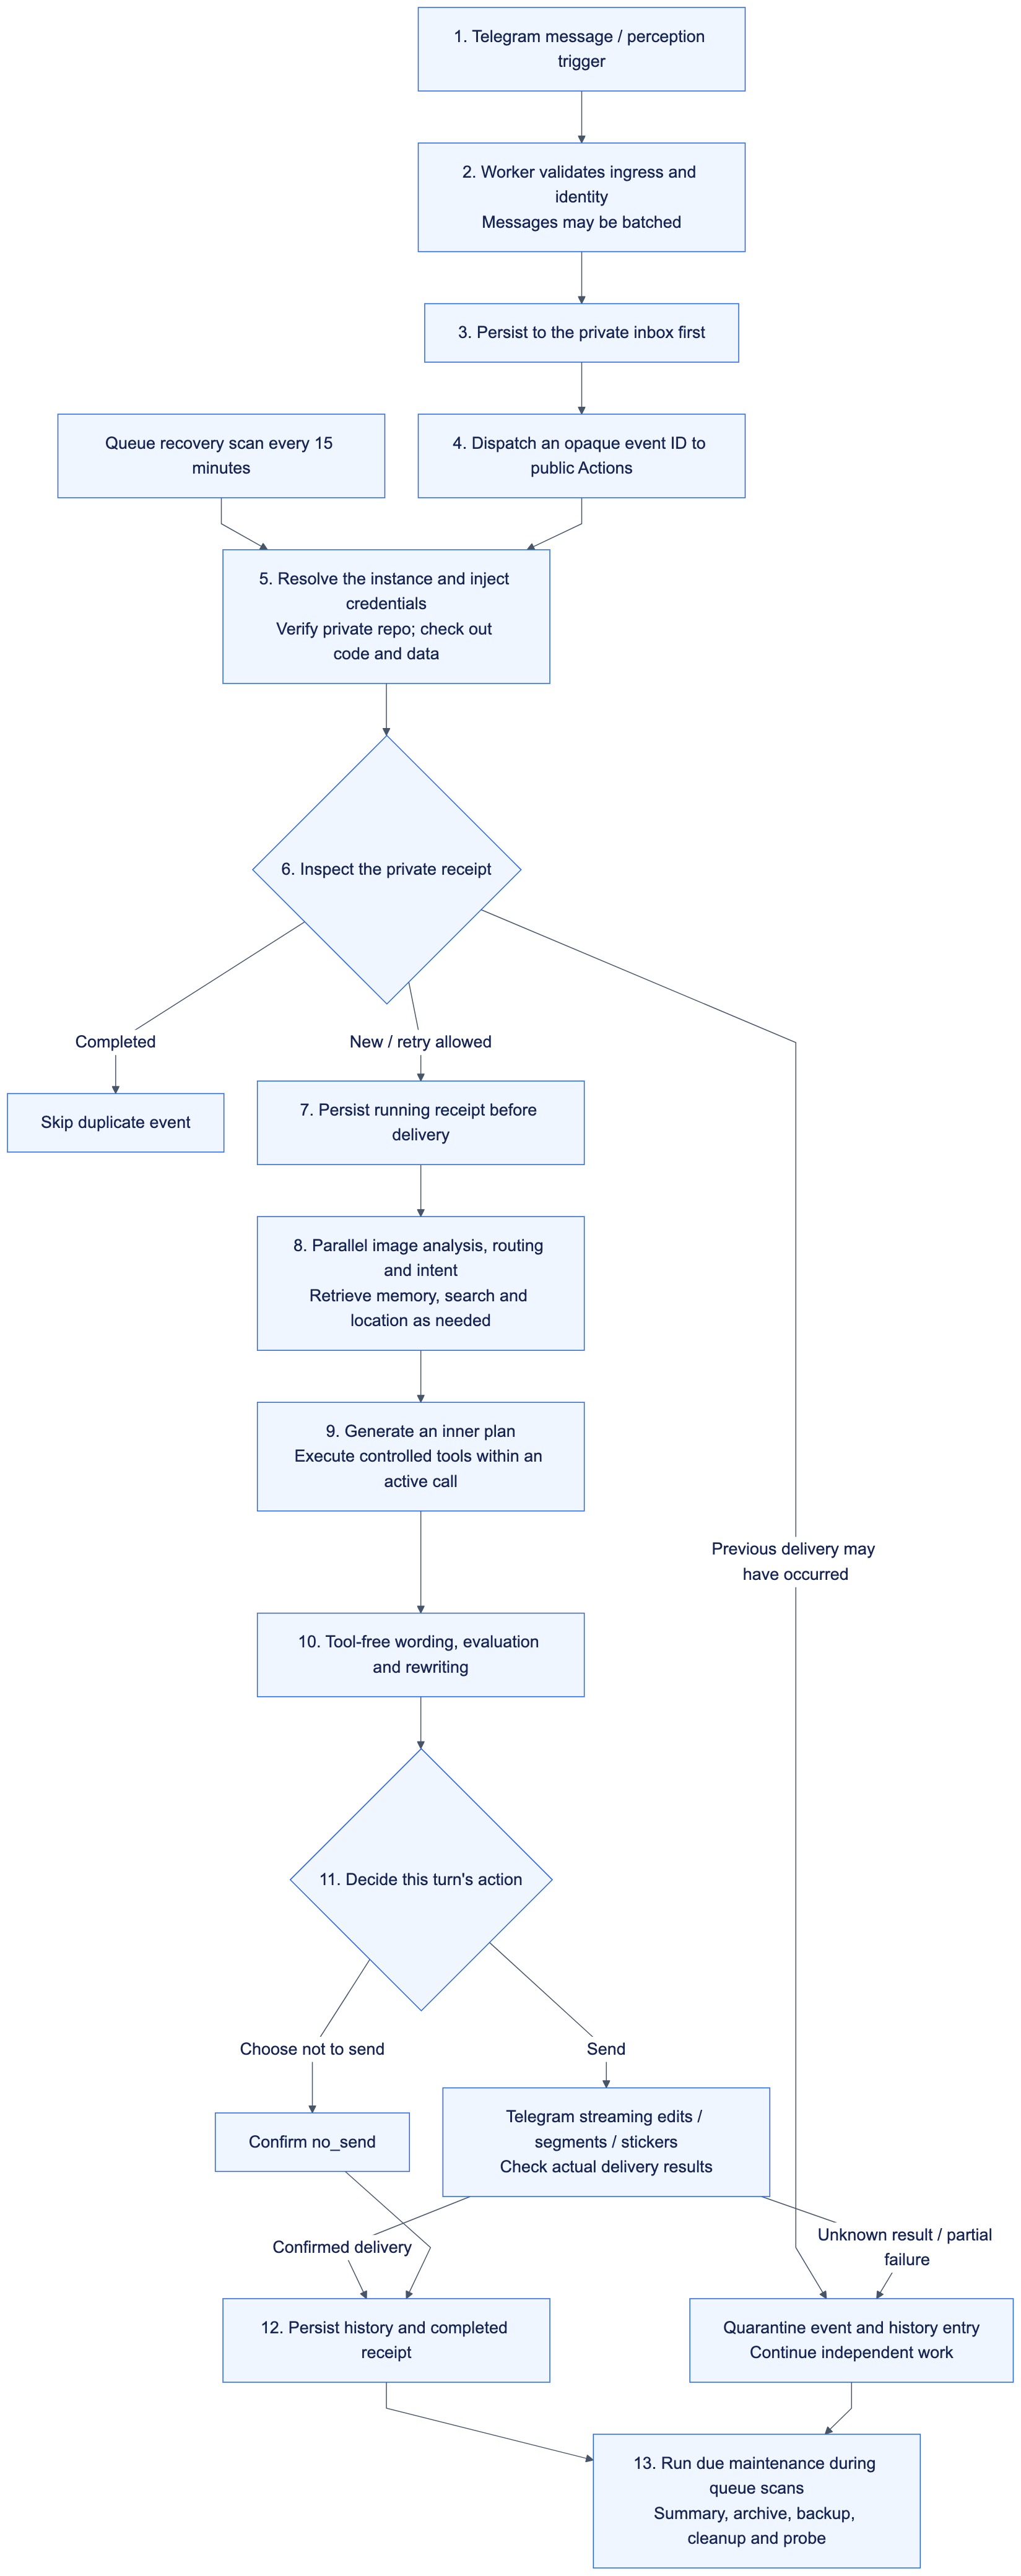 1. Telegram message / perception
trigger
2. Worker validates ingress and
identity
Messages may be batched
3. Persist to the private inbox first
Queue recovery scan every 15
minutes
4. Dispatch an opaque event ID to
public Actions
5. Resolve the instance and inject
credentials
Verify private repo; check out
code and data
6. Inspect the private receipt
Completed
New / retry allowed
Skip duplicate event
7. Persist running receipt before
delivery
8. Parallel image analysis, routing
and intent
Retrieve memory, search and
location as needed
9. Generate an inner plan
Execute controlled tools within an
active call
Previous delivery may
have occurred
10. Tool-free wording, evaluation
and rewriting
11. Decide this turn's action
Choose not to send
Send
Confirm no_send
Telegram streaming edits /
segments / stickers
Check actual delivery results
Confirmed delivery
Unknown result / partial
failure
12. Persist history and completed
receipt
Quarantine event and history entry
Continue independent work
13. Run due maintenance during
queue scans
Summary, archive, backup,
cleanup and probe